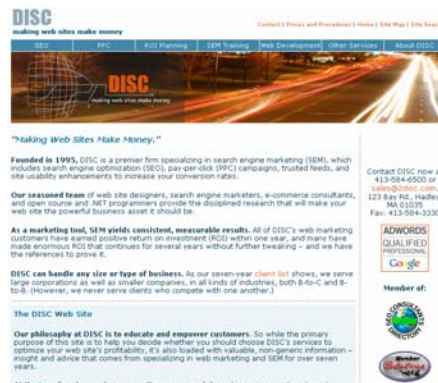 DISC
making web sites make money
Contact | Prices and Procedures | Home | Site Map | Site Sear
SEO PPC ROI Planning SEM Training Web Development Other Services About DISC
DISC
making web sites make money
"Making Web Sites Make Money."
Founded in 1995, DISC is a premier firm specializing in search engine marketing (SEM), which
includes search engine optimization (SEO), pay-per-click (PPC) campaigns, trusted feeds, and
site usability enhancements to increase your conversion rates.
Our seasoned team of web site designers, search engine marketers, e-commerce consultants,
and open source and .NET programmers provide the disciplined research that will make your
web site the powerful business asset it should be.
As a marketing tool, SEM yields consistent, measurable results. All of DISC's web marketing
customers have earned positive return on investment (ROI) within one year, and many have
made enormous ROI that continues for several years without further tweaking – and we have
the references to prove it.
DISC can handle any size or type of business. As our seven-year client list shows, we serve
large corporations as well as smaller companies, in all kinds of industries, both B-to-C and B-
to-B. (However, we never serve clients who compete with one another.)
The DISC Web Site
Our philosophy at DISC is to educate and empower customers. So while the primary
purpose of this site is to help you decide whether you should choose DISC's services to
optimize your web site's profitability, it's also loaded with valuable, non-generic information –
insight and advice that comes from specializing in web marketing and SEM for over seven
years.
Contact DISC now a
413-584-6500 or
sales@2disc.com
123 Bay Rd., Hadley
MA 01035
Fax: 413-584-3330
ADWORDS
QUALIFIED
PROFESSIONAL
Google
Member of:
SEO CONSULTANTS
DIRECTORY
Member